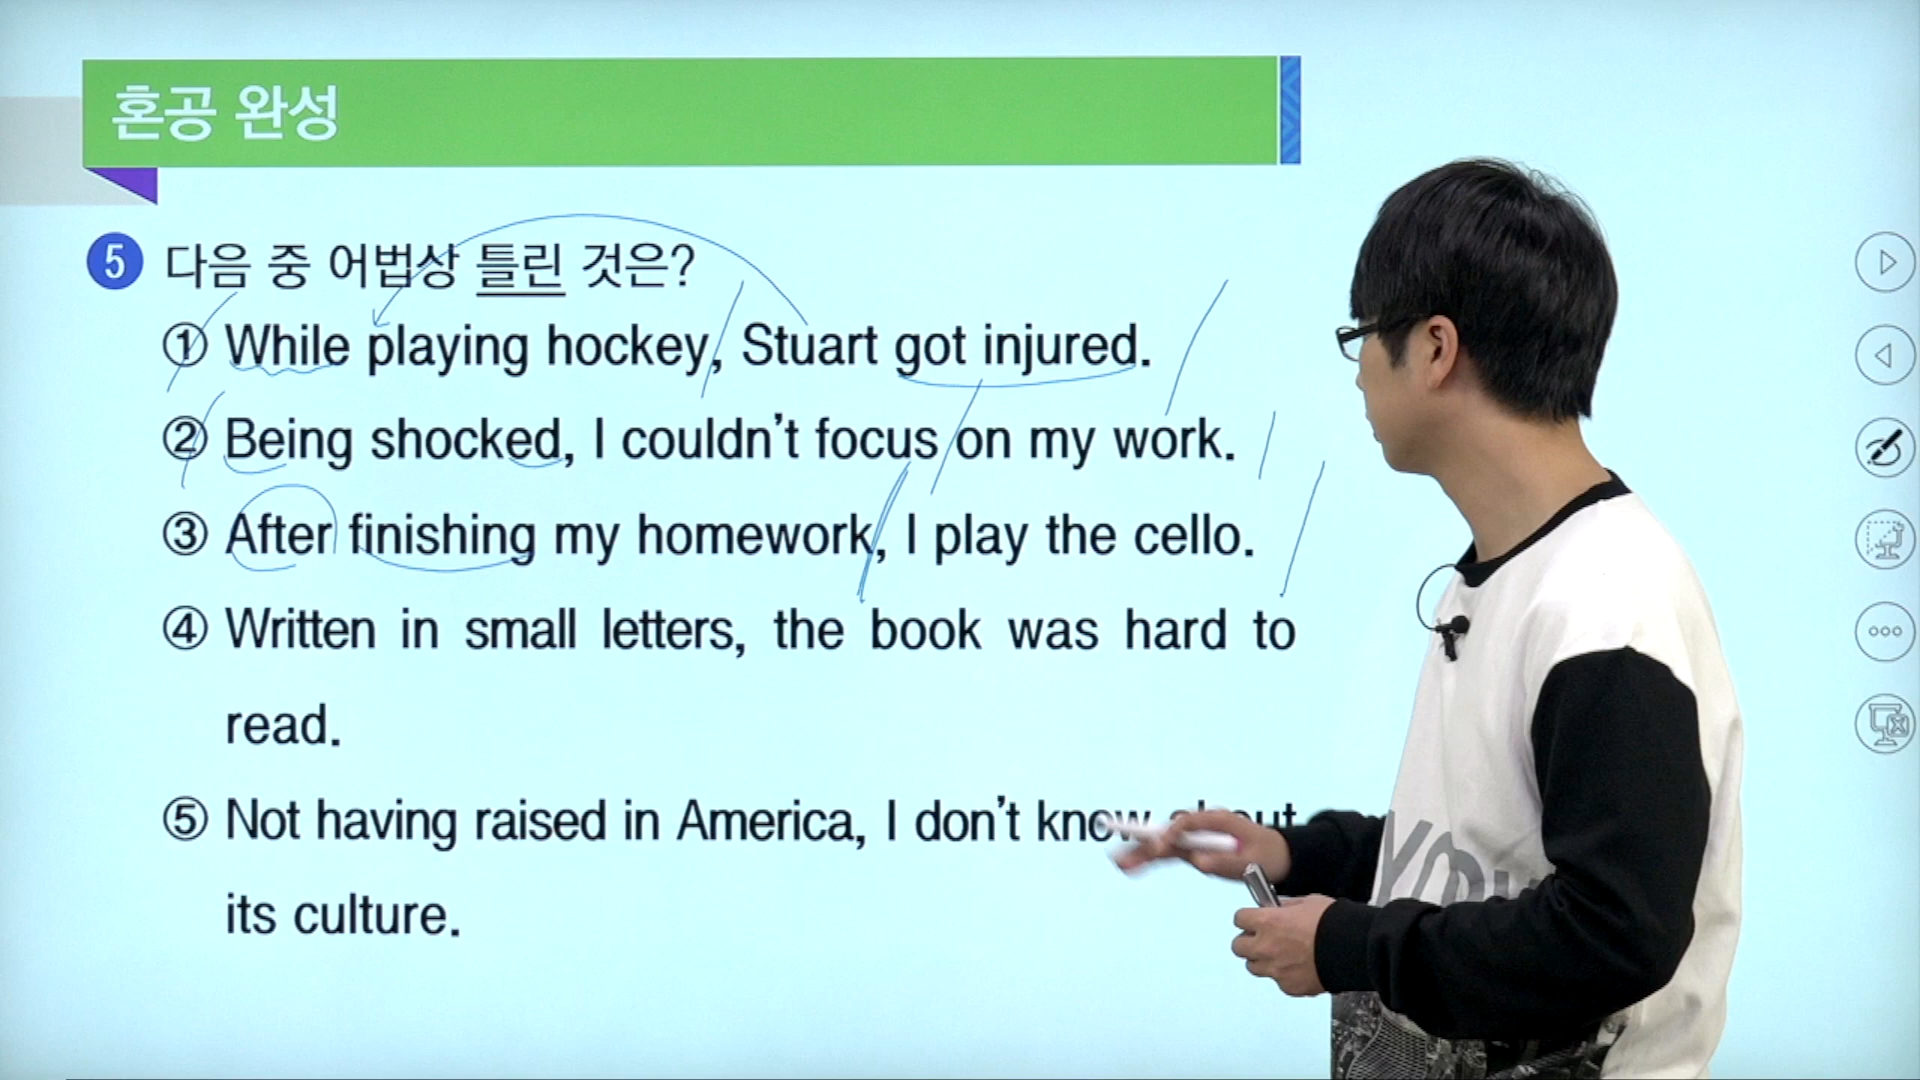 혼공 완성
5 다음 중 어법상 틀린 것은?
① While playing hockey, Stuart got injured.
② Being shocked, I couldn't focus on my work.
③ After finishing my homework, I play the cello.
④ Written in small letters, the book was hard to
read.
⑤ Not having raised in America, I don't know about
its culture.